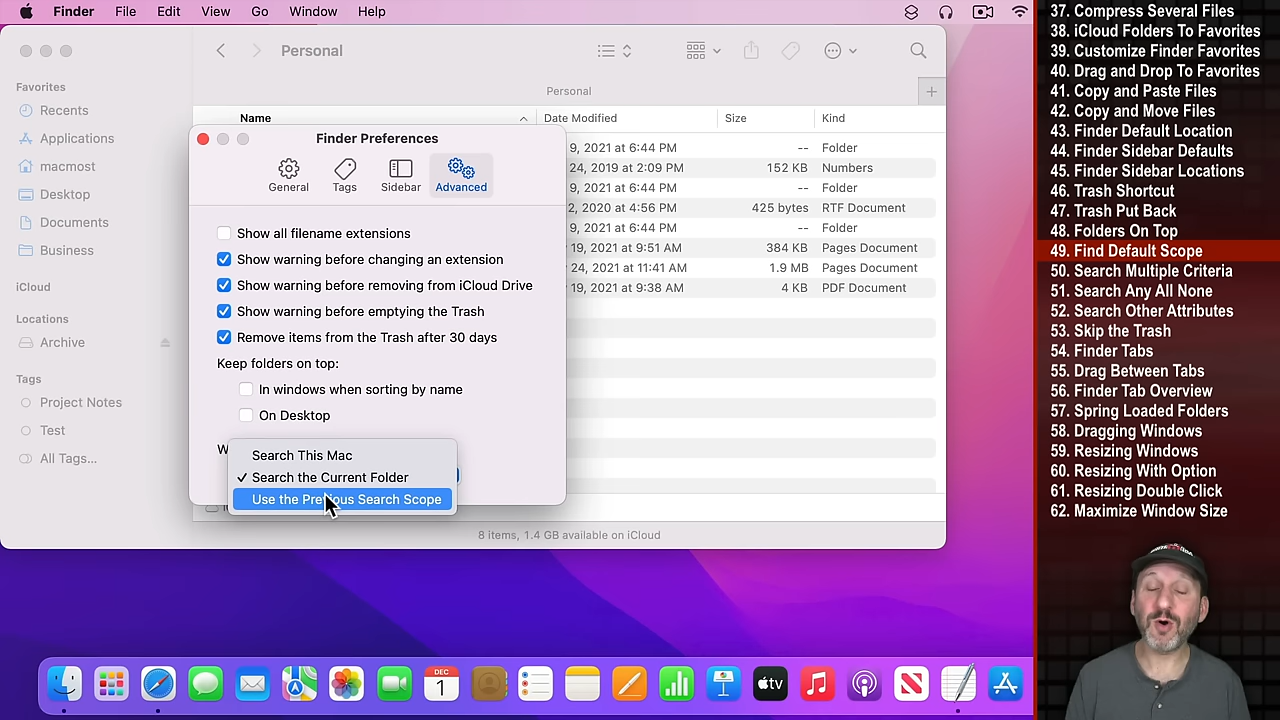 Finder File Edit View Go Window Help
Personal
Favorites
Recents
Applications
macmost
Desktop
Documents
Business
iCloud
Locations
Archive
Tags
Project Notes
Test
All Tags...
Personal
Name Date Modified Size Kind
9, 2021 at 6:44 PM -- Folder
24, 2019 at 2:09 PM 152 KB Numbers
9, 2021 at 6:44 PM -- Folder
2, 2020 at 4:56 PM 425 bytes RTF Document
9, 2021 at 6:44 PM -- Folder
19, 2021 at 9:51 AM 384 KB Pages Document
24, 2021 at 11:41 AM 1.9 MB Pages Document
19, 2021 at 9:38 AM 4 KB PDF Document
8 items, 1.4 GB available on iCloud
Finder Preferences
General Tags Sidebar Advanced
Show all filename extensions
Show warning before changing an extension
Show warning before removing from iCloud Drive
Show warning before emptying the Trash
Remove items from the Trash after 30 days
Keep folders on top:
In windows when sorting by name
On Desktop
Search This Mac
Search the Current Folder
Use the Previous Search Scope
DEC
1
tv
37. Compress Several Files
38. iCloud Folders To Favorites
39. Customize Finder Favorites
40. Drag and Drop To Favorites
41. Copy and Paste Files
42. Copy and Move Files
43. Finder Default Location
44. Finder Sidebar Defaults
45. Finder Sidebar Locations
46. Trash Shortcut
47. Trash Put Back
48. Folders On Top
49. Find Default Scope
50. Search Multiple Criteria
51. Search Any All None
52. Search Other Attributes
53. Skip the Trash
54. Finder Tabs
55. Drag Between Tabs
56. Finder Tab Overview
57. Spring Loaded Folders
58. Dragging Windows
59. Resizing Windows
60. Resizing With Option
61. Resizing Double Click
62. Maximize Window Size